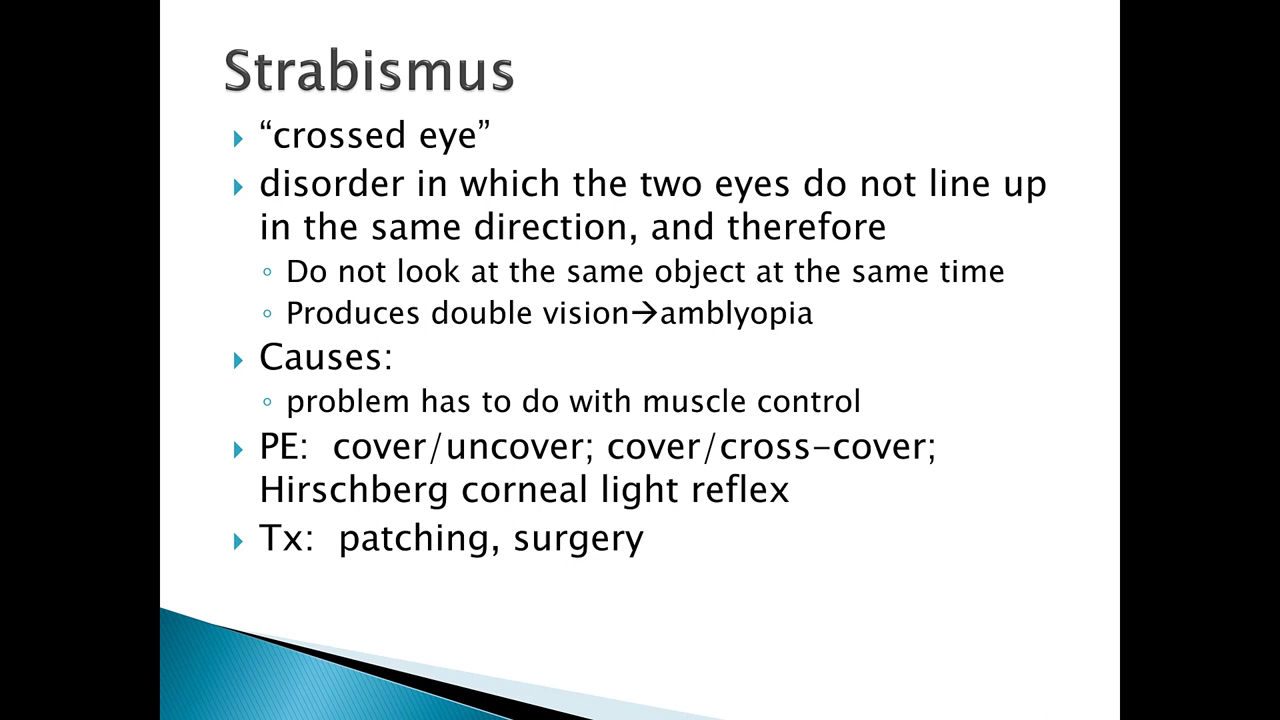 Strabismus
“crossed eye”
disorder in which the two eyes do not line up
in the same direction, and therefore
Do not look at the same object at the same time
Produces double vision→amblyopia
Causes:
problem has to do with muscle control
PE:  cover/uncover; cover/cross-cover;
Hirschberg corneal light reflex
Tx:  patching, surgery